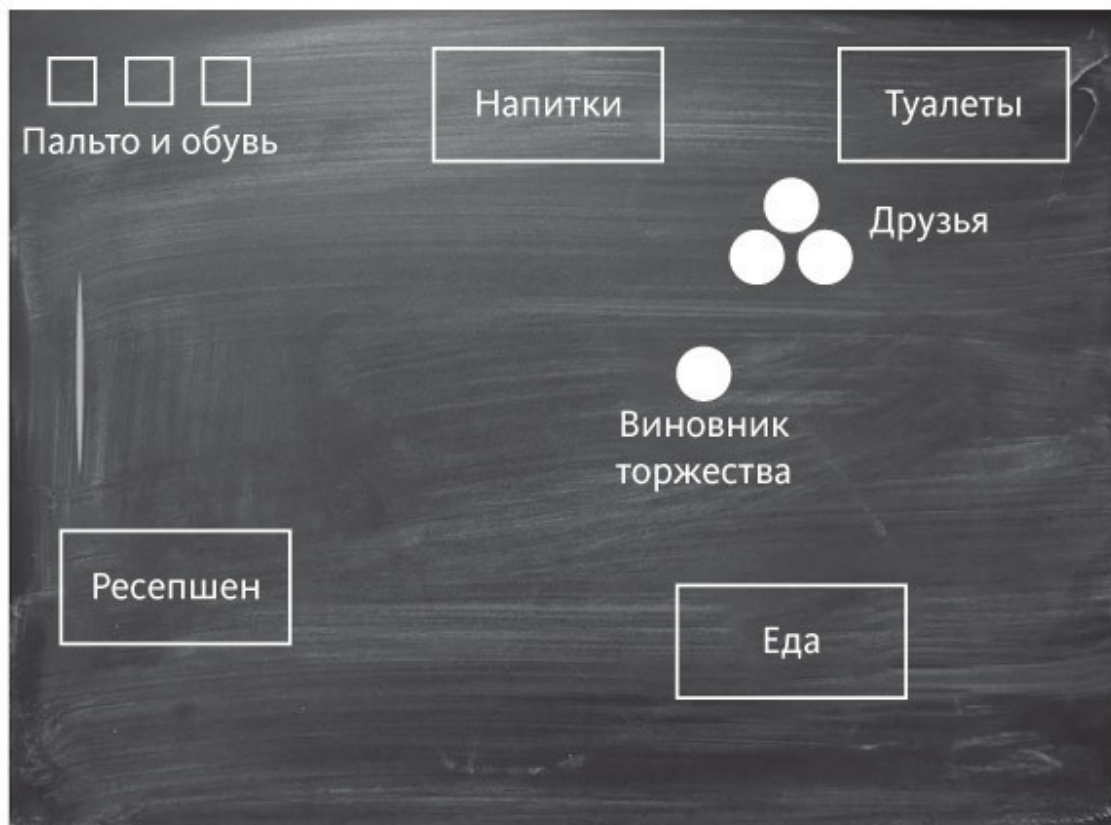 Напитки
Туалеты
Пальто и обувь
Друзья
Виновник
торжества
Ресепшен
Еда